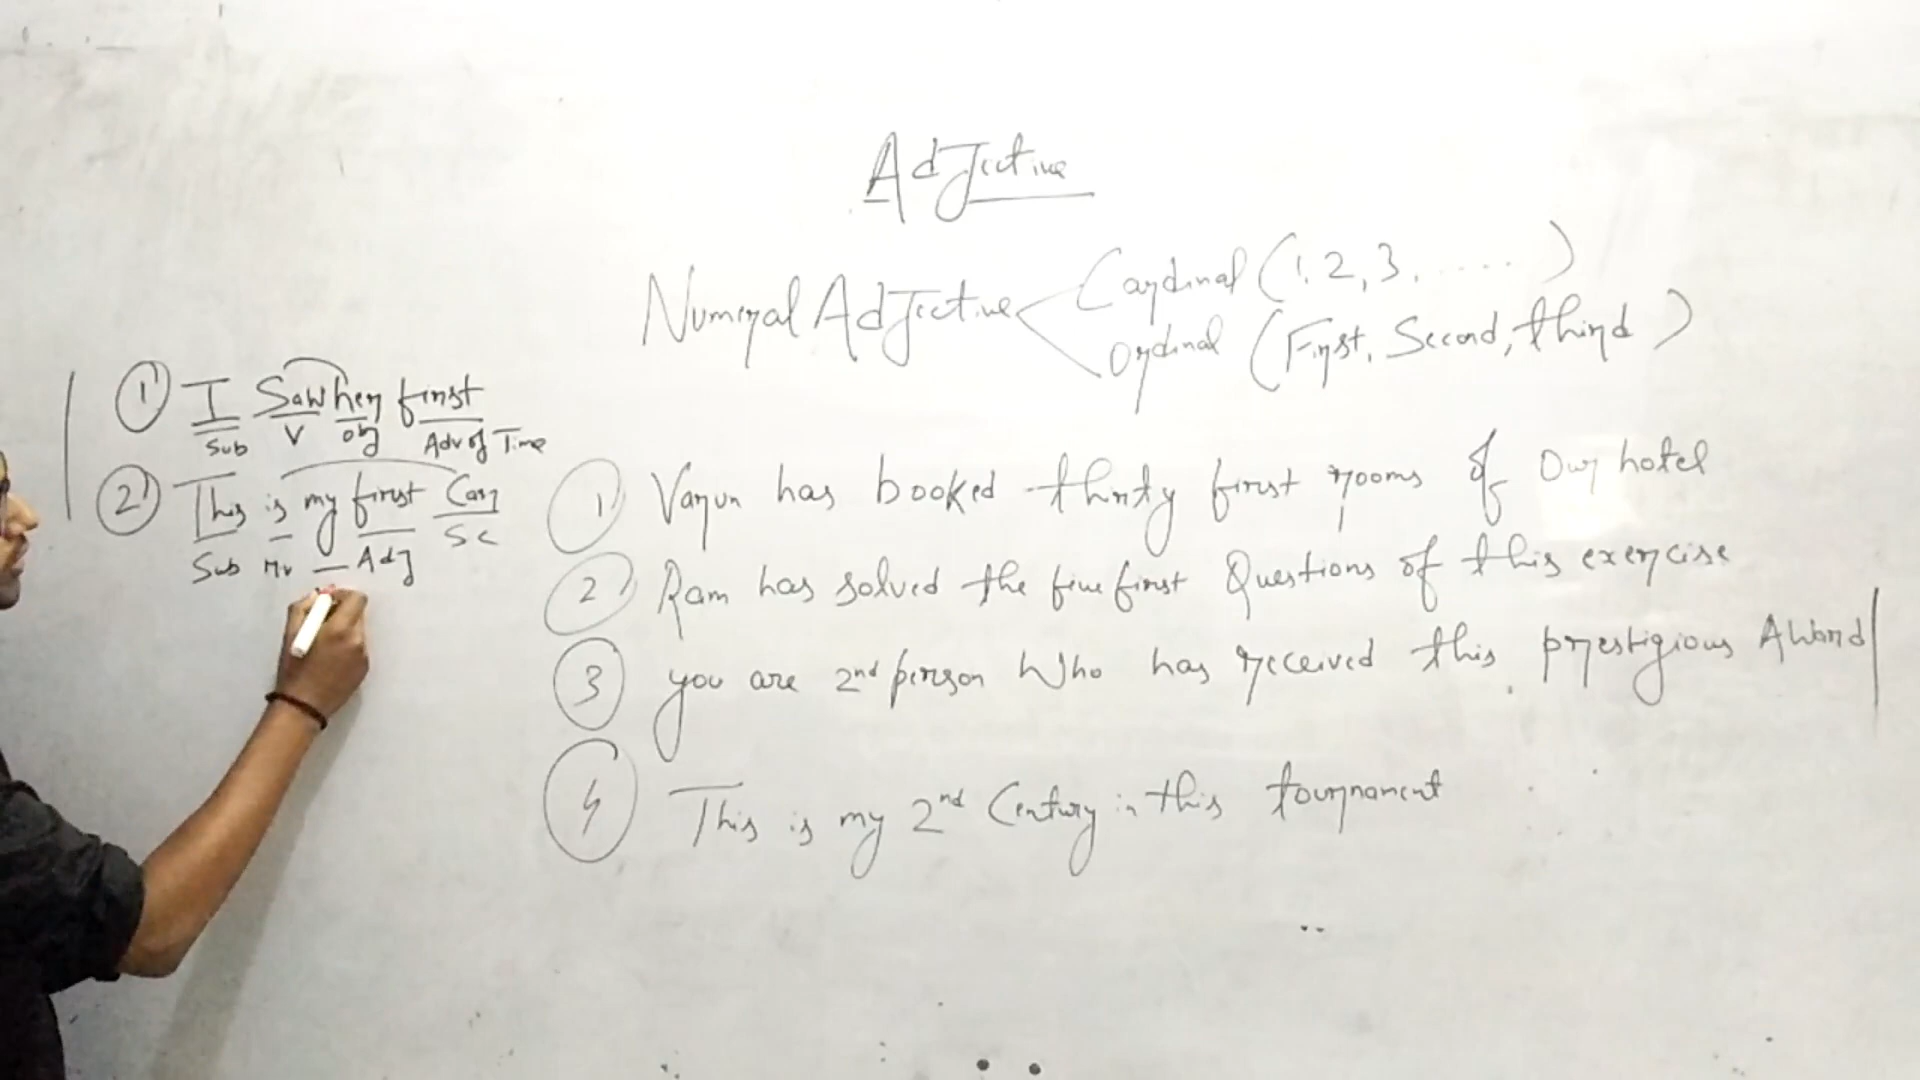 AdJective
Numeral AdJective
Cardinal (1, 2, 3, ......)
Ordinal (First, Second, third)
1 I Saw her first
Sub V obj Adv of Time
2 This is my first Car
Sub Mv Adj SC
1 Varun has booked thirty first rooms of Our hotel
2 Ram has solved the five first Questions of this exercise
3 you are 2nd person Who has received this prestigious AWard
4 This is my 2nd Century in this tournament